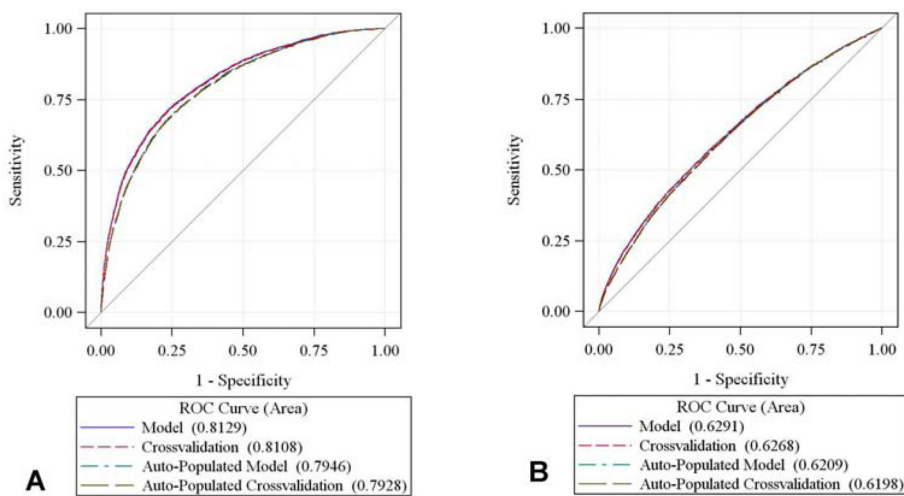 1.00
0.75
0.50
0.25
0.00
Sensitivity
0.00 0.25 0.50 0.75 1.00
1 - Specificity
ROC Curve (Area)
Model (0.8129)
Crossvalidation (0.8108)
Auto-Populated Model (0.7946)
Auto-Populated Crossvalidation (0.7928)
A
1.00
0.75
0.50
0.25
0.00
Sensitivity
0.00 0.25 0.50 0.75 1.00
1 - Specificity
ROC Curve (Area)
Model (0.6291)
Crossvalidation (0.6268)
Auto-Populated Model (0.6209)
Auto-Populated Crossvalidation (0.6198)
B